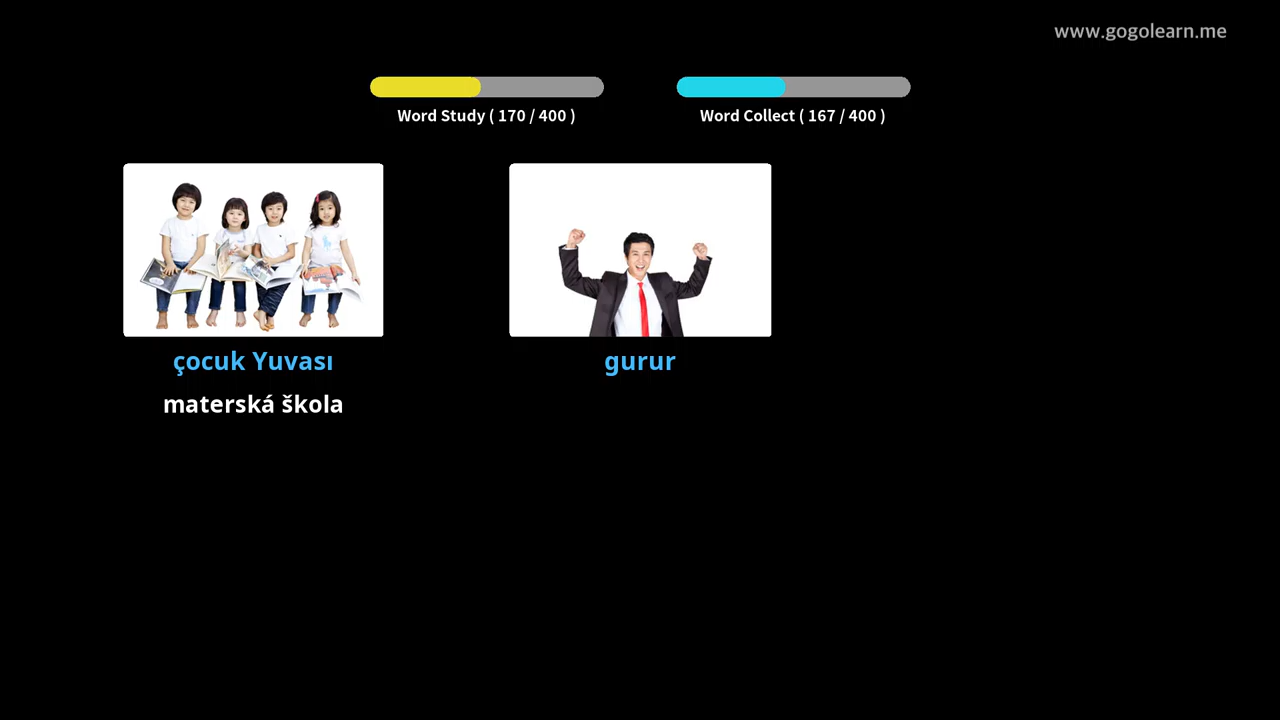 www.gogolearn.me
Word Study ( 170 / 400 )
Word Collect ( 167 / 400 )
çocuk Yuvası
gurur
materská škola